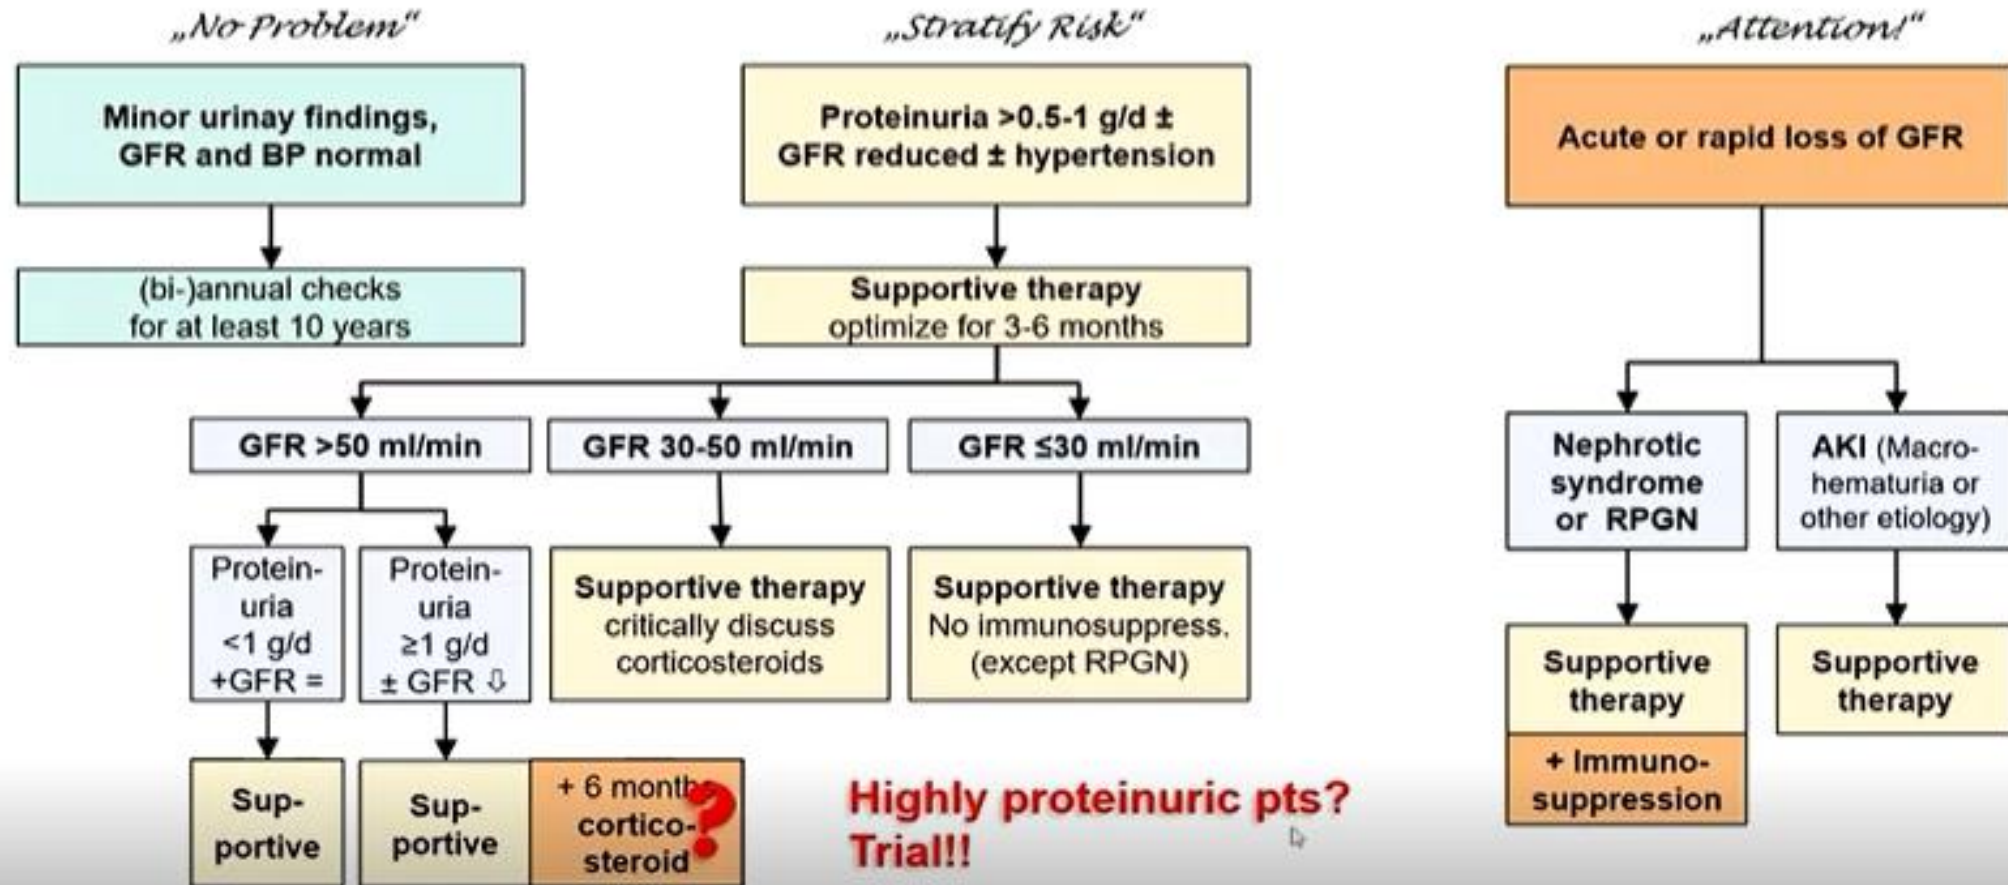 „No Problem“
„Stratify Risk“
„Attention!“
Minor urinay findings,
GFR and BP normal
Proteinuria >0.5-1 g/d ±
GFR reduced ± hypertension
Acute or rapid loss of GFR
(bi-)annual checks
for at least 10 years
Supportive therapy
optimize for 3-6 months
GFR >50 ml/min
GFR 30-50 ml/min
GFR ≤30 ml/min
Nephrotic
syndrome
or RPGN
AKI (Macro-
hematuria or
other etiology)
Protein-
uria
<1 g/d
+GFR =
Protein-
uria
≥1 g/d
± GFR ⇩
Supportive therapy
critically discuss
corticosteroids
Supportive therapy
No immunosuppress.
(except RPGN)
Supportive
therapy
+ Immuno-
suppression
Supportive
therapy
Sup-
portive
Sup-
portive
+ 6 months
cortico-
steroid
?
Highly proteinuric pts?
Trial!!